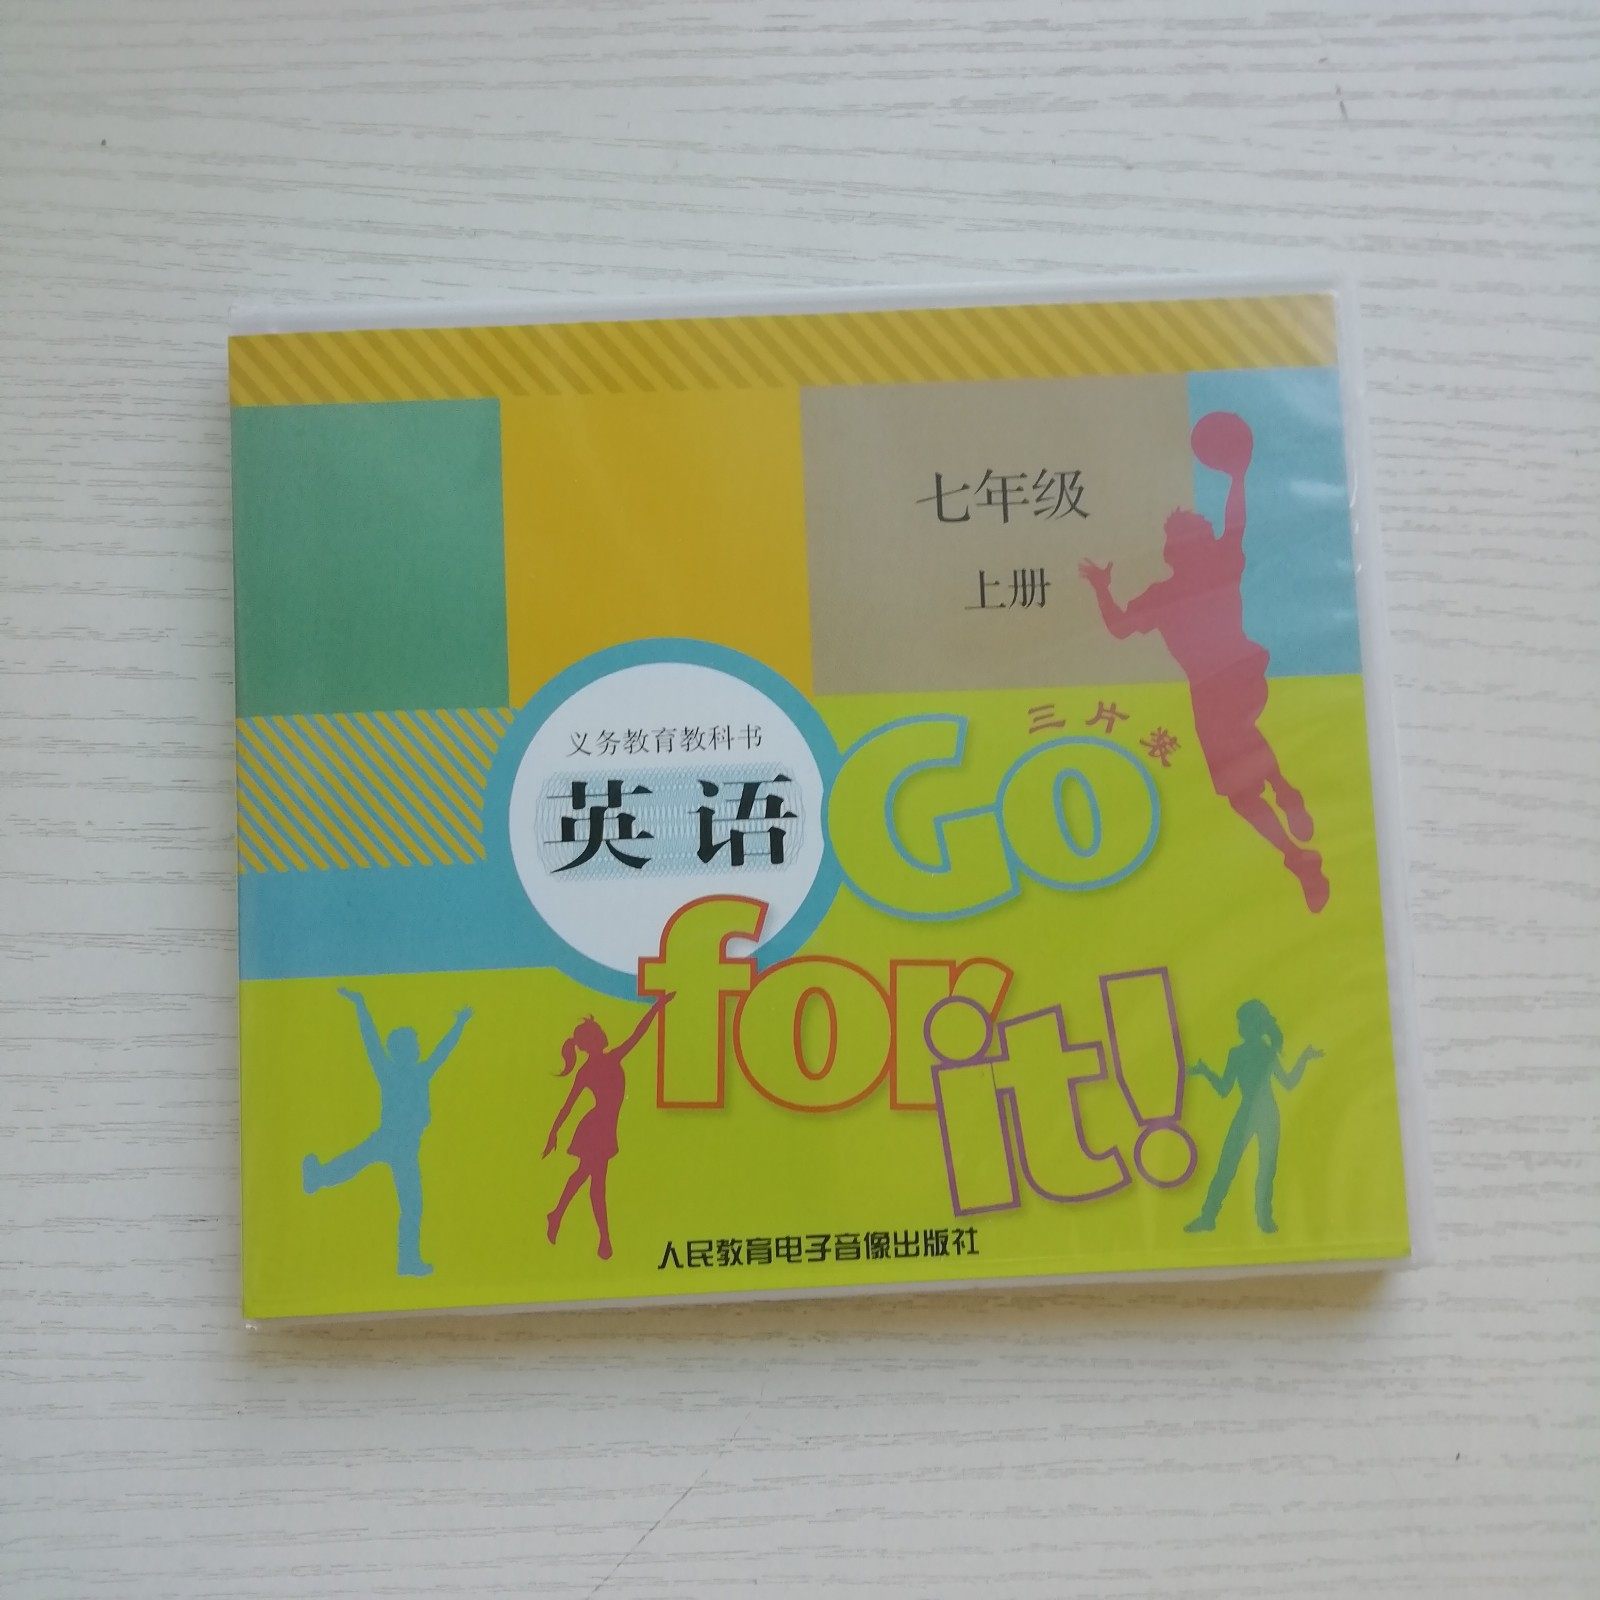 七年级
上册
三片装
义务教育教科书
英语
Go
for
it!
人民教育电子音像出版社